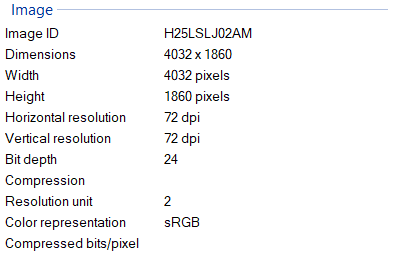 Image
Image ID H25LSLJ02AM
Dimensions 4032 x 1860
Width 4032 pixels
Height 1860 pixels
Horizontal resolution 72 dpi
Vertical resolution 72 dpi
Bit depth 24
Compression
Resolution unit 2
Color representation sRGB
Compressed bits/pixel